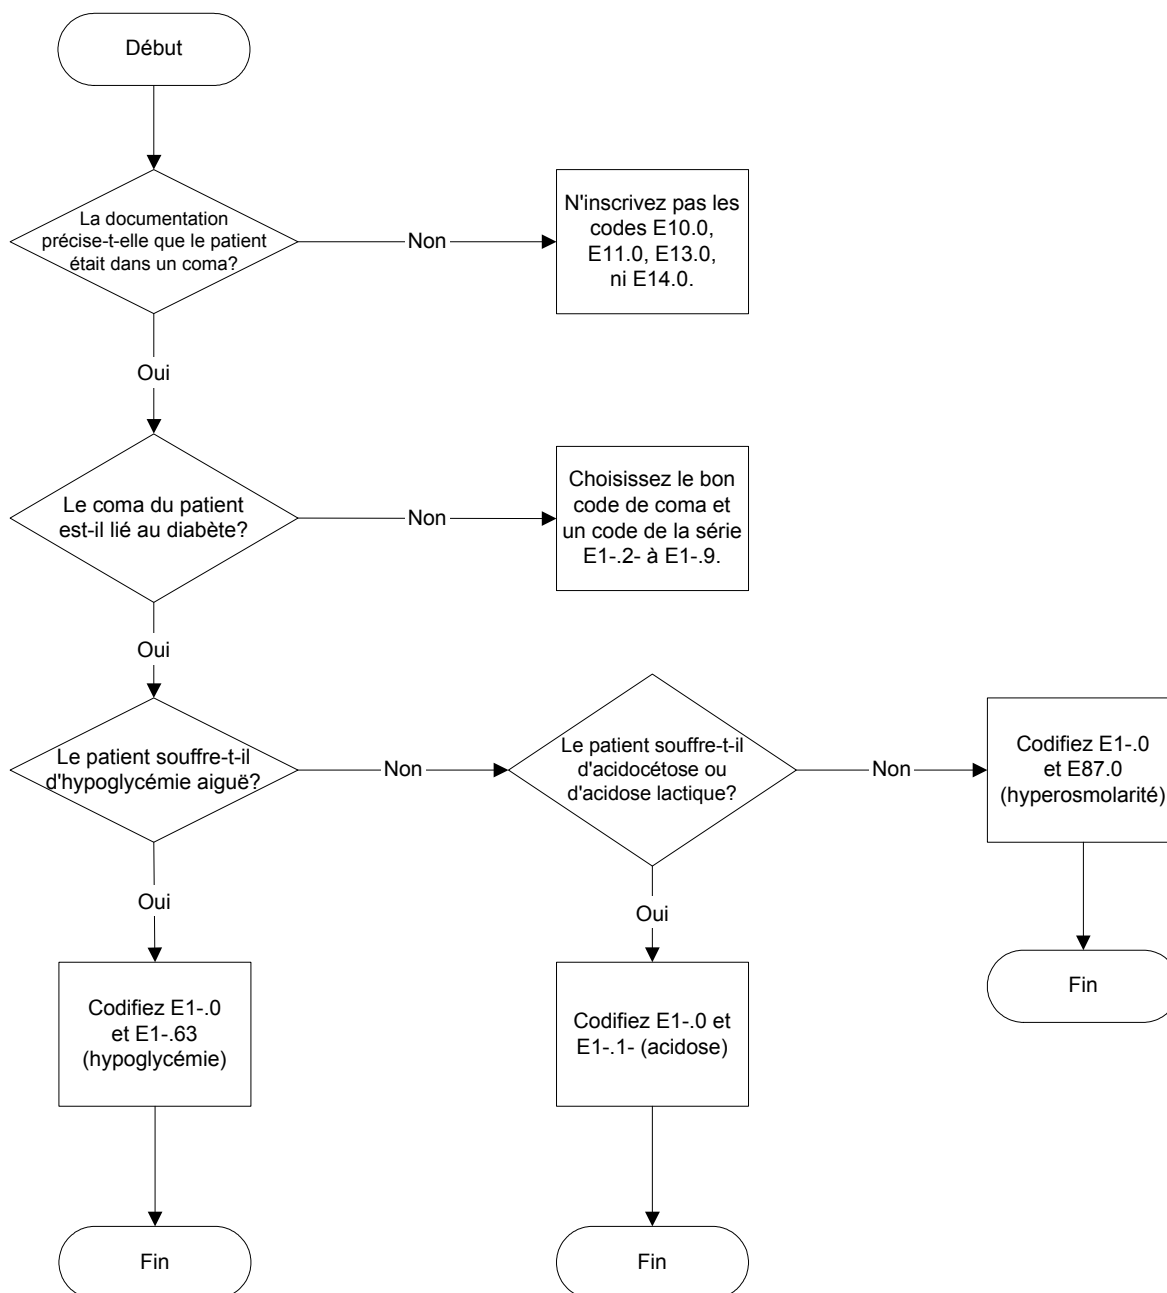 Début
La documentation
précise-t-elle que le patient
était dans un coma?
Non
N'inscrivez pas les
codes E10.0,
E11.0, E13.0,
ni E14.0.
Oui
Le coma du patient
est-il lié au diabète?
Non
Choisissez le bon
code de coma et
un code de la série
E1-.2- à E1-.9.
Oui
Le patient souffre-t-il
d'hypoglycémie aiguë?
Non
Le patient souffre-t-il
d'acidocétose ou
d'acidose lactique?
Non
Codifiez E1-.0
et E87.0
(hyperosmolarité)
Oui
Oui
Codifiez E1-.0
et E1-.63
(hypoglycémie)
Codifiez E1-.0 et
E1-.1- (acidose)
Fin
Fin
Fin